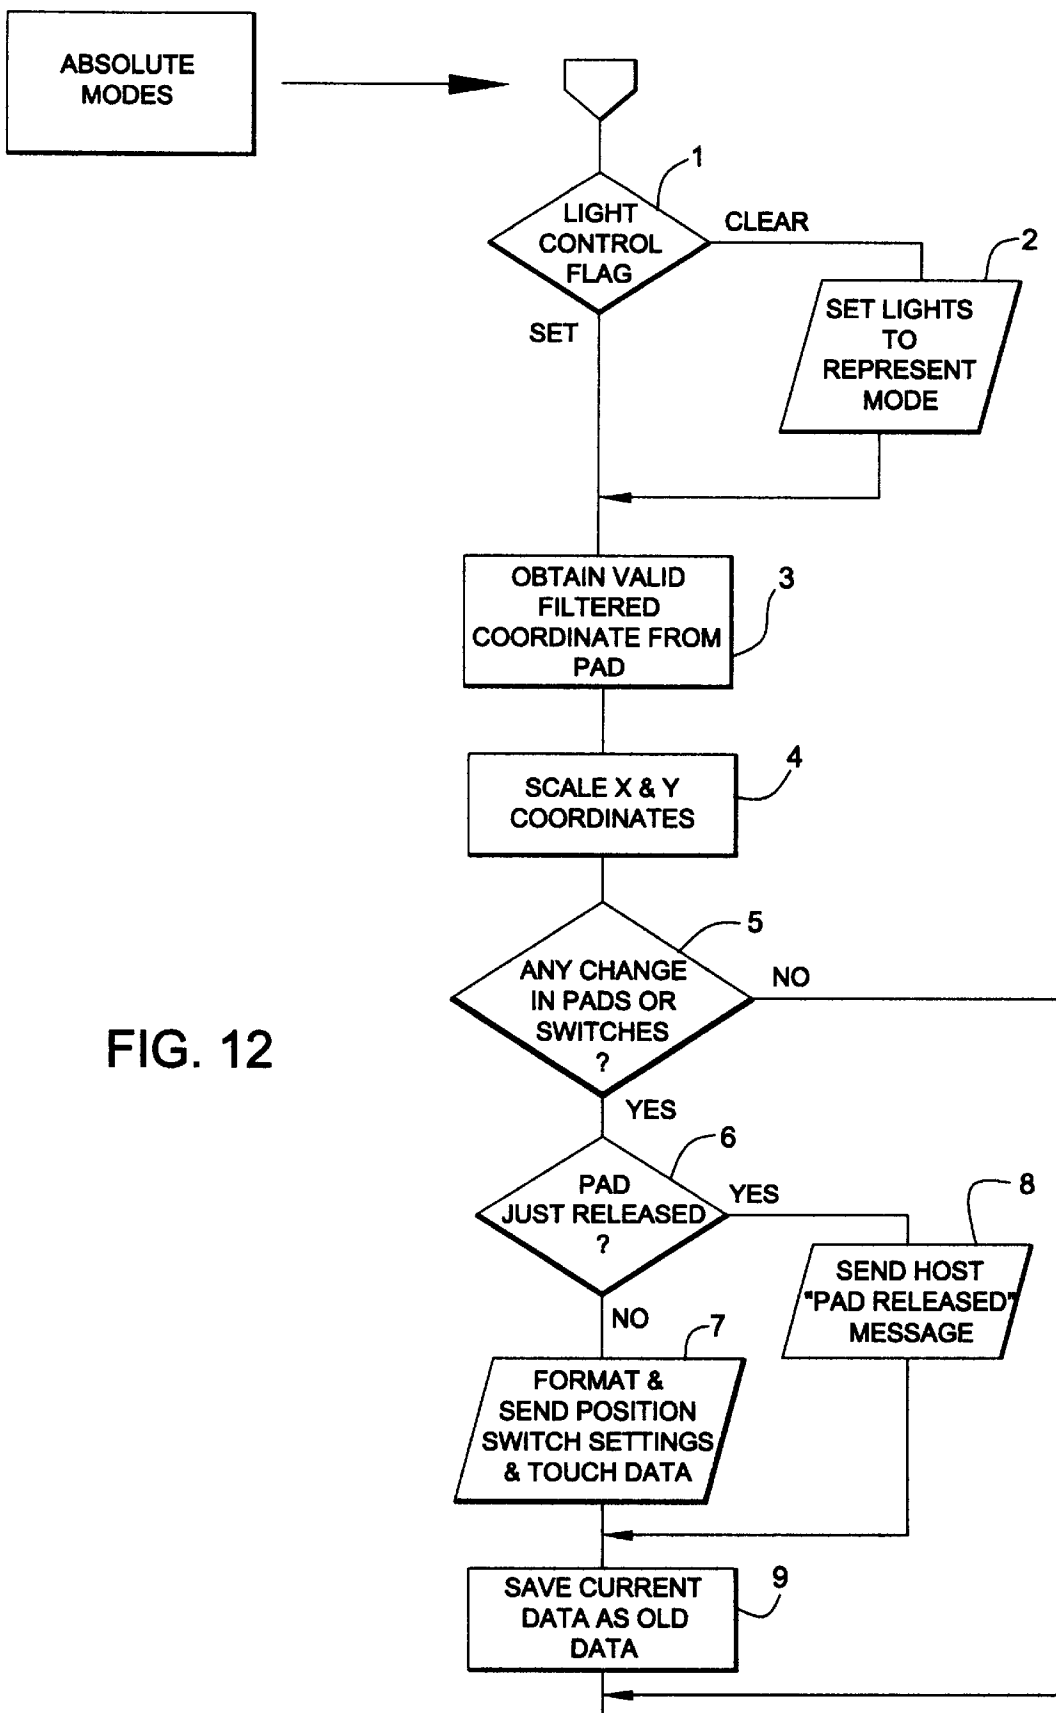 ABSOLUTE
MODES
1
LIGHT
CONTROL
FLAG
CLEAR
SET
2
SET LIGHTS
TO
REPRESENT
MODE
OBTAIN VALID
FILTERED
COORDINATE FROM
PAD
3
SCALE X & Y
COORDINATES
4
5
ANY CHANGE
IN PADS OR
SWITCHES
?
NO
FIG. 12
YES
6
PAD
JUST RELEASED
?
YES
NO
8
SEND HOST
"PAD RELEASED"
MESSAGE
7
FORMAT &
SEND POSITION
SWITCH SETTINGS
& TOUCH DATA
SAVE CURRENT
DATA AS OLD
DATA
9